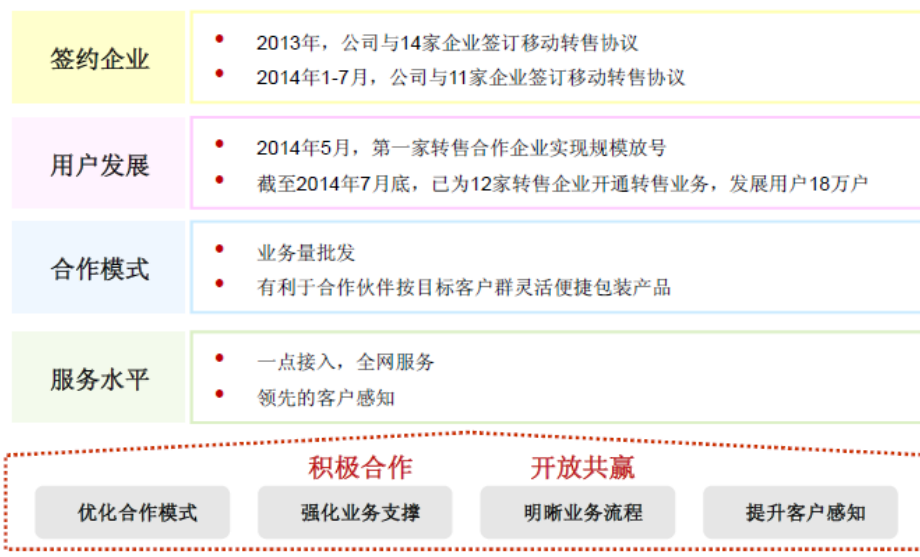 签约企业
2013年，公司与14家企业签订移动转售协议
2014年1-7月，公司与11家企业签订移动转售协议
用户发展
2014年5月，第一家转售合作企业实现规模放号
截至2014年7月底，已为12家转售企业开通转售业务，发展用户18万户
合作模式
业务量批发
有利于合作伙伴按目标客户群灵活便捷包装产品
服务水平
一点接入，全网服务
领先的客户感知
积极合作 开放共赢
优化合作模式 强化业务支撑 明晰业务流程 提升客户感知